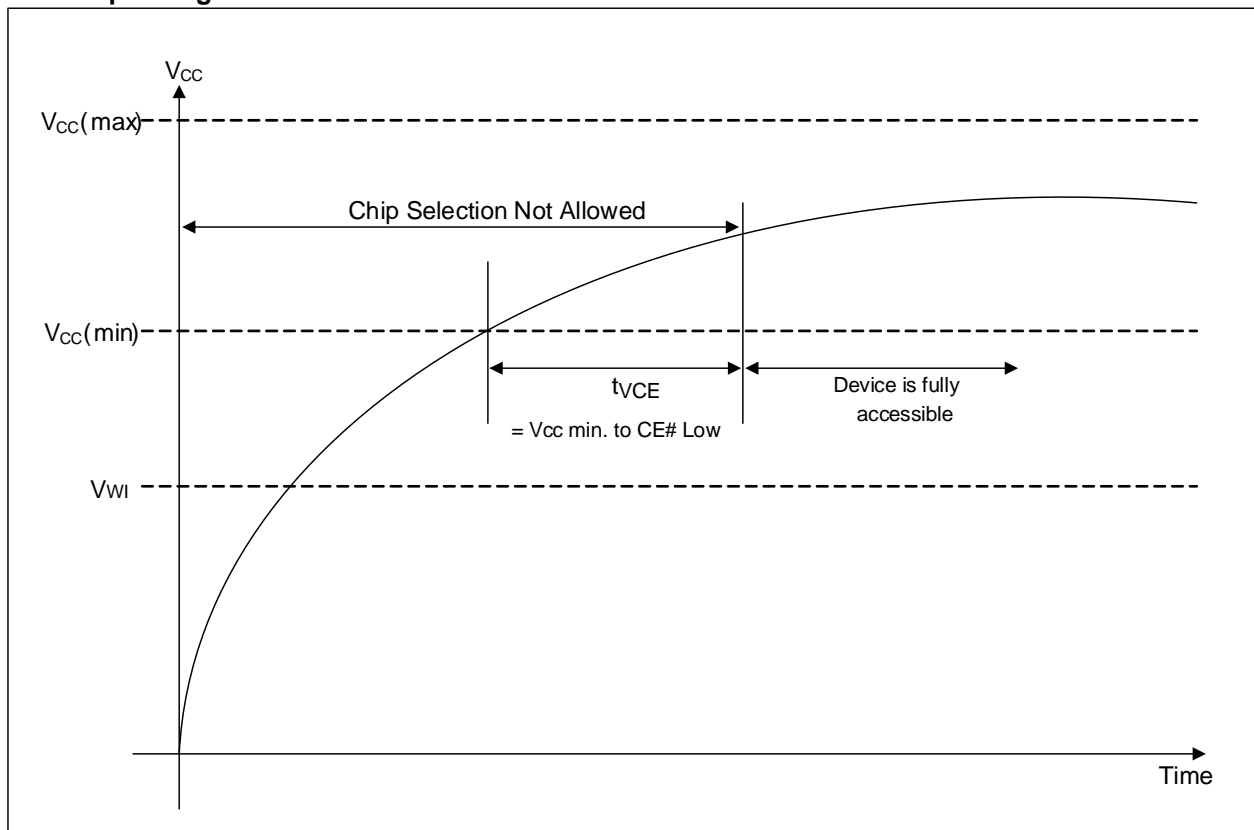 VCC
VCC(max)
Chip Selection Not Allowed
VCC(min)
tVCE
= Vcc min. to CE# Low
Device is fully
accessible
VWI
Time